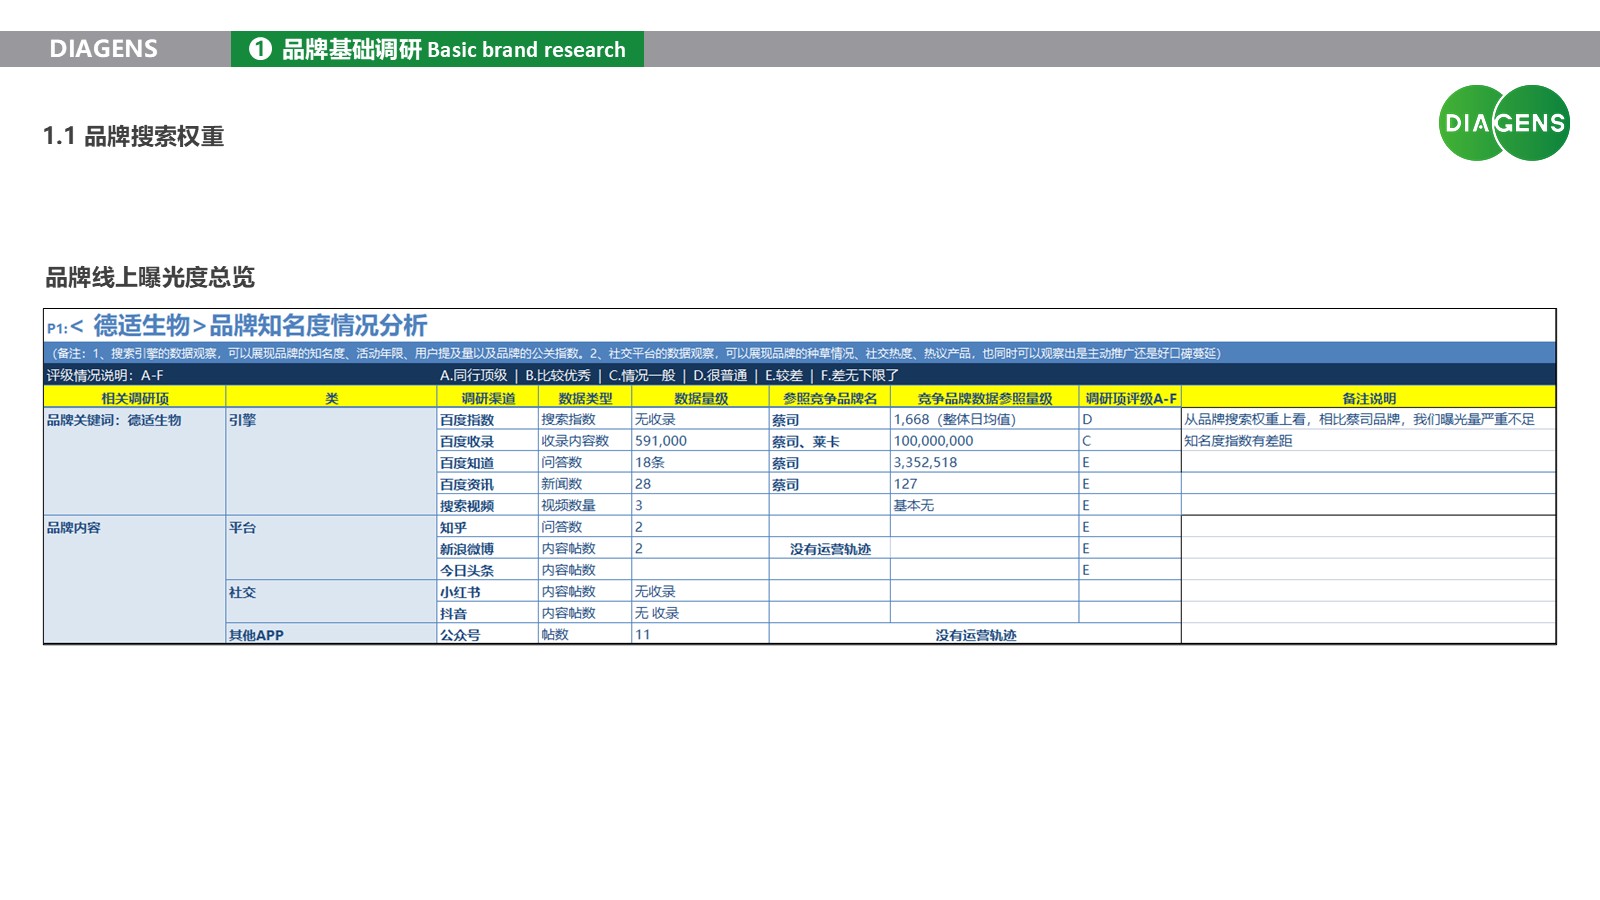 DIAGENS
1 品牌基础调研 Basic brand research
DIAGENS
1.1 品牌搜索权重
品牌线上曝光度总览
P1:< 德适生物>品牌知名度情况分析
（备注：1、搜索引擎的数据观察，可以展现品牌的知名度、活动年限、用户提及量以及品牌的公关指数。2、社交平台的数据观察，可以展现品牌的种草情况、社交热度、热议产品，也同时可以观察出是主动推广还是好口碑蔓延）
评级情况说明：A-F A.同行顶级 | B.比较优秀 | C.情况一般 | D.很普通 | E.较差 | F.差无下限了
相关调研项 类 调研渠道 数据类型 数据量级 参照竞争品牌名 竞争品牌数据参照量级 调研项评级A-F 备注说明
品牌关键词：德适生物 引擎 百度指数 搜索指数 无收录 蔡司 1,668（整体日均值） D 从品牌搜索权重上看，相比蔡司品牌，我们曝光量严重不足
百度收录 收录内容数 591,000 蔡司、莱卡 100,000,000 C 知名度指数有差距
百度知道 问答数 18条 蔡司 3,352,518 E
百度资讯 新闻数 28 蔡司 127 E
搜索视频 视频数量 3 基本无 E
品牌内容 平台 知乎 问答数 2 E
新浪微博 内容帖数 2 没有运营轨迹 E
今日头条 内容帖数 E
社交 小红书 内容帖数 无收录
抖音 内容帖数 无 收录
其他APP 公众号 帖数 11 没有运营轨迹